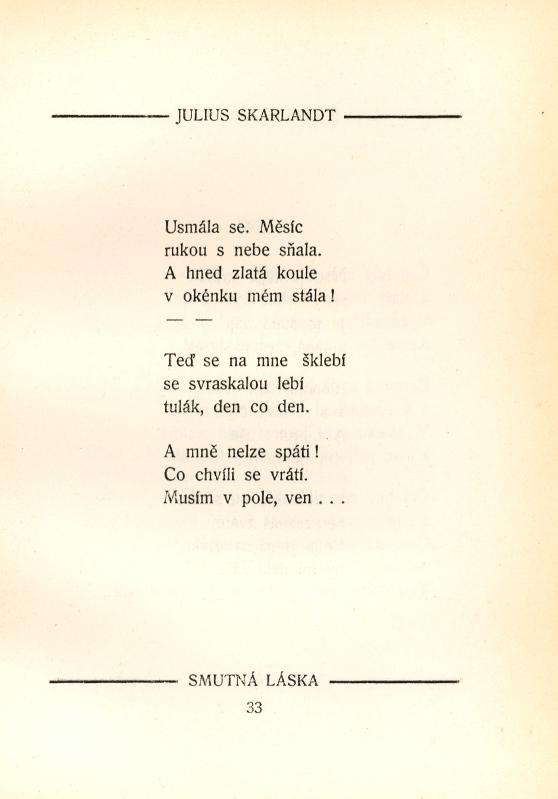 JULIUS SKARLANDT
Usmála se. Měsíc
rukou s nebe sňala.
A hned zlatá koule
v okénku mém stála!
— —
Teď se na mne šklebí
se svraskalou lebí
tulák, den co den.
A mně nelze spáti!
Co chvíli se vrátí.
Musím v pole, ven . . .
SMUTNÁ LÁSKA
33